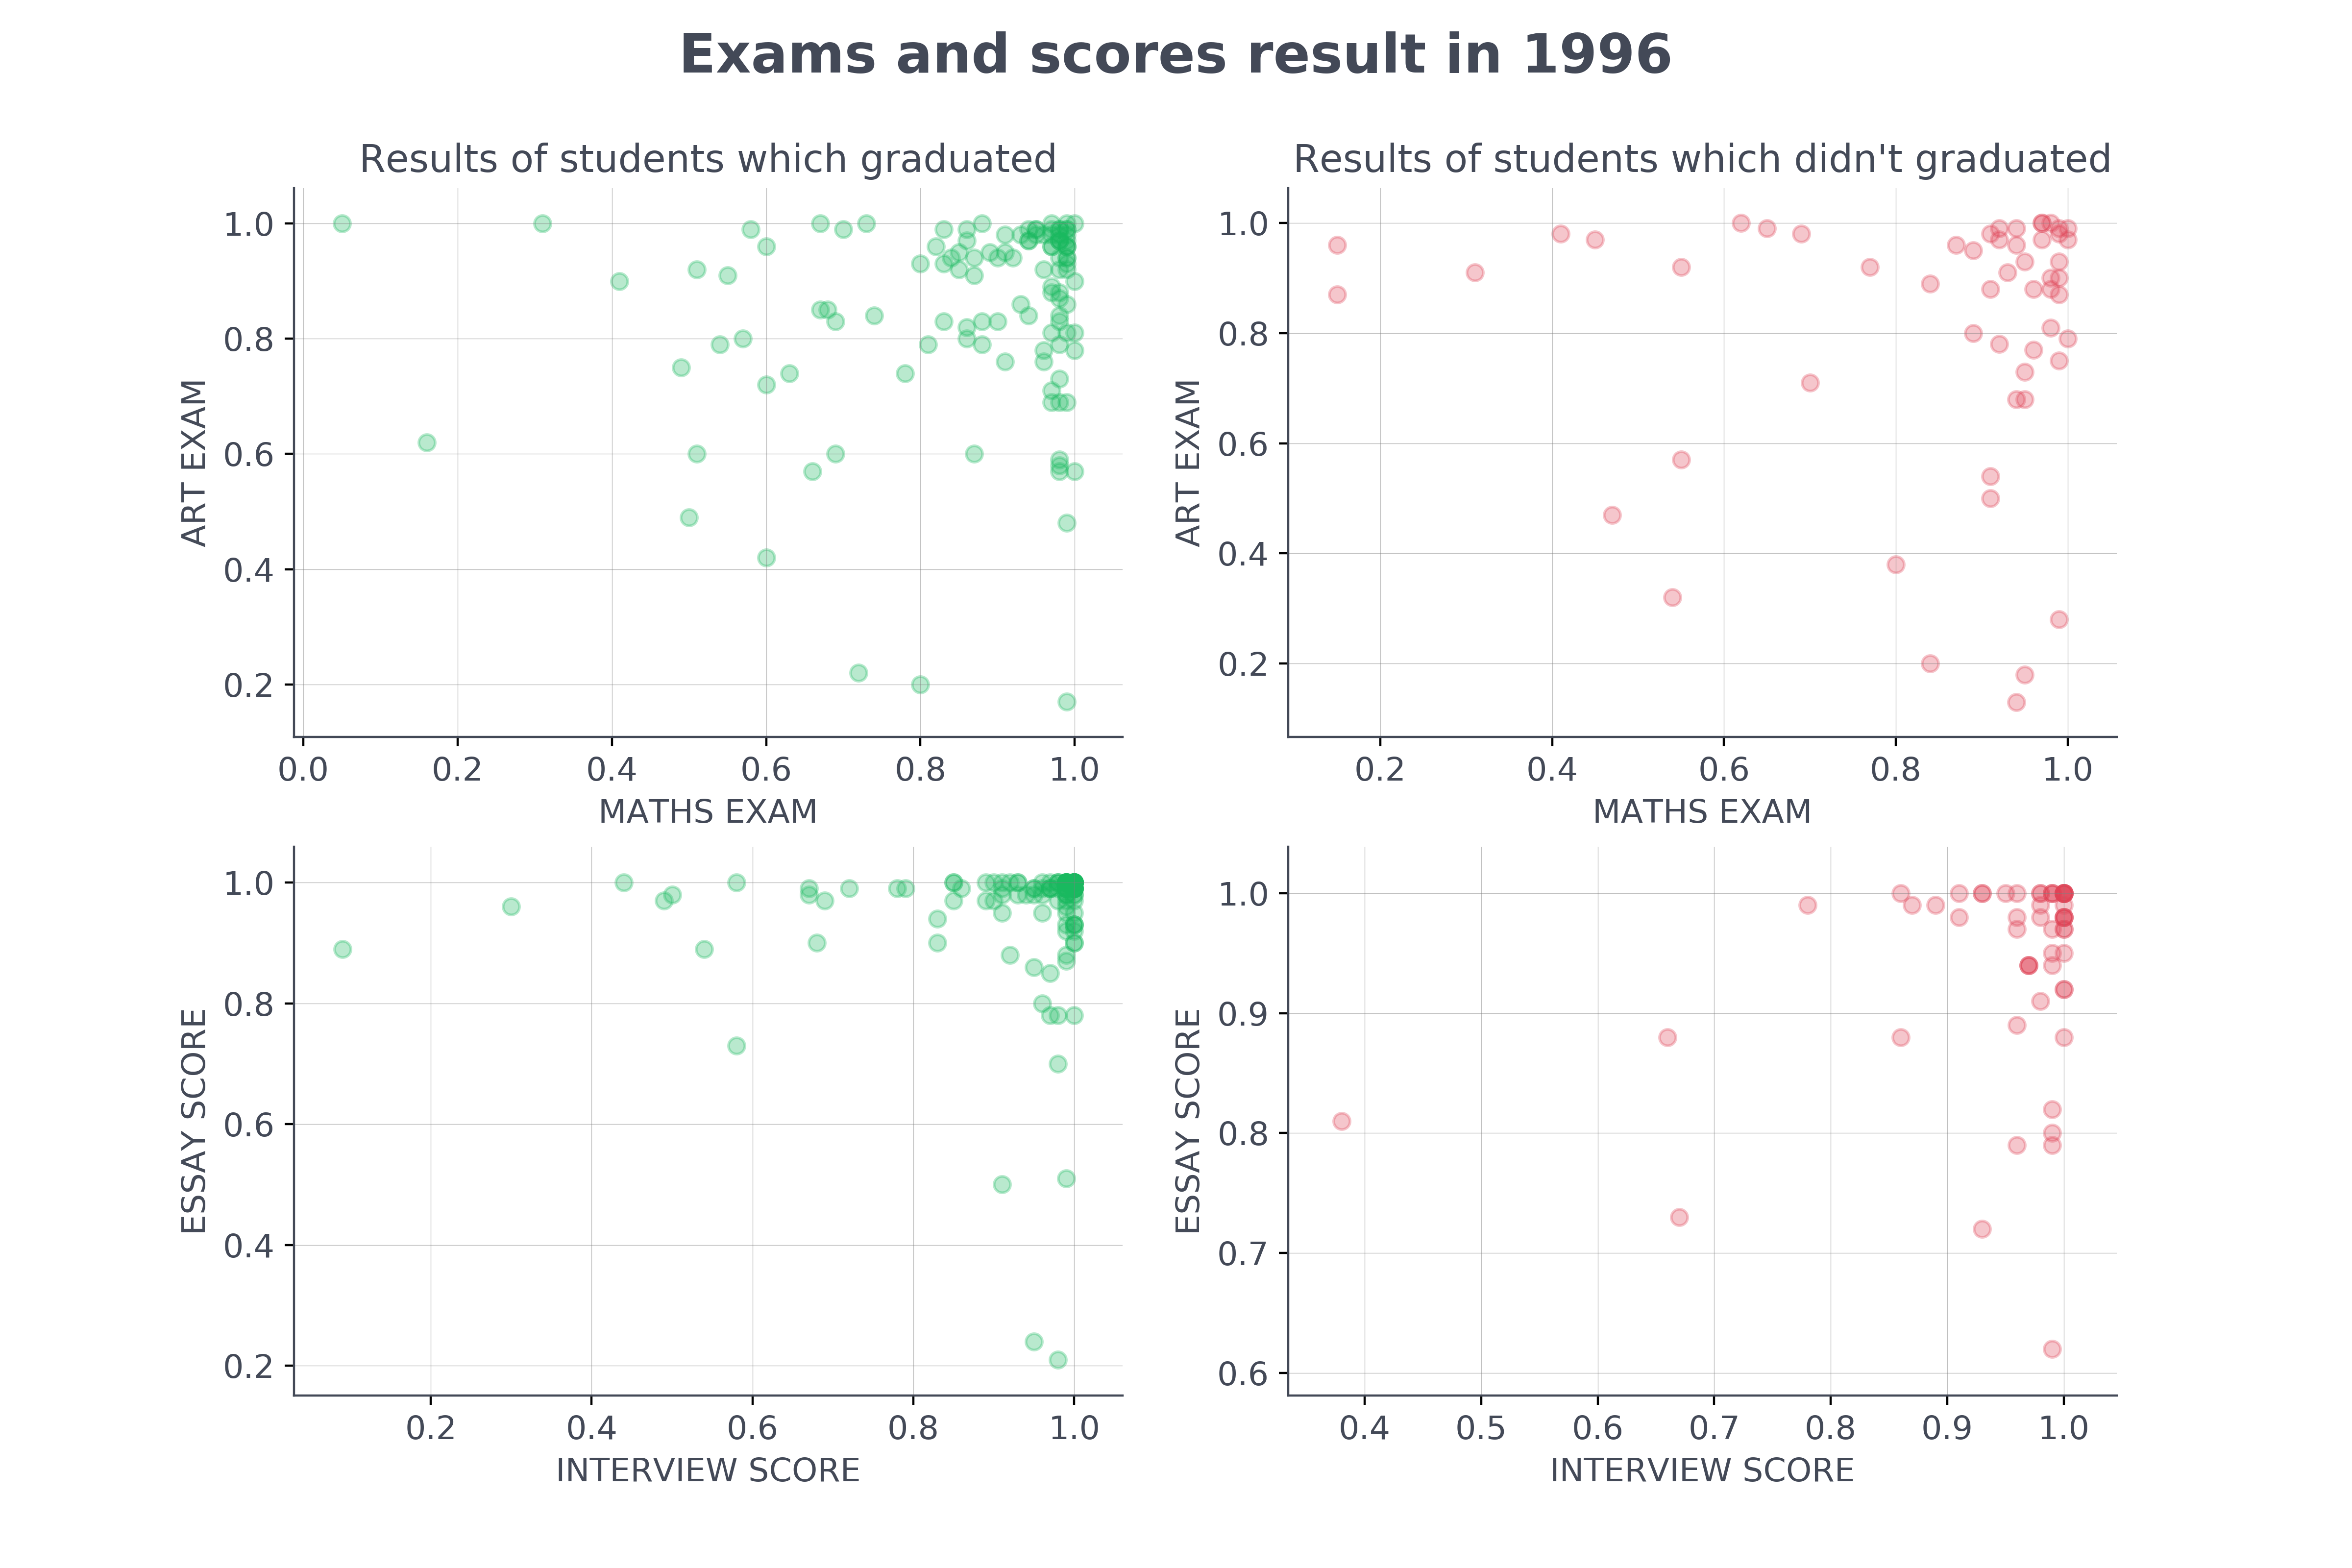 Exams and scores result in 1996
Results of students which graduated
ART EXAM
1.0
0.8
0.6
0.4
0.2
0.0 0.2 0.4 0.6 0.8 1.0
MATHS EXAM
Results of students which didn't graduated
ART EXAM
1.0
0.8
0.6
0.4
0.2
0.2 0.4 0.6 0.8 1.0
MATHS EXAM
ESSAY SCORE
1.0
0.8
0.6
0.4
0.2
0.2 0.4 0.6 0.8 1.0
INTERVIEW SCORE
ESSAY SCORE
1.0
0.9
0.8
0.7
0.6
0.4 0.5 0.6 0.7 0.8 0.9 1.0
INTERVIEW SCORE